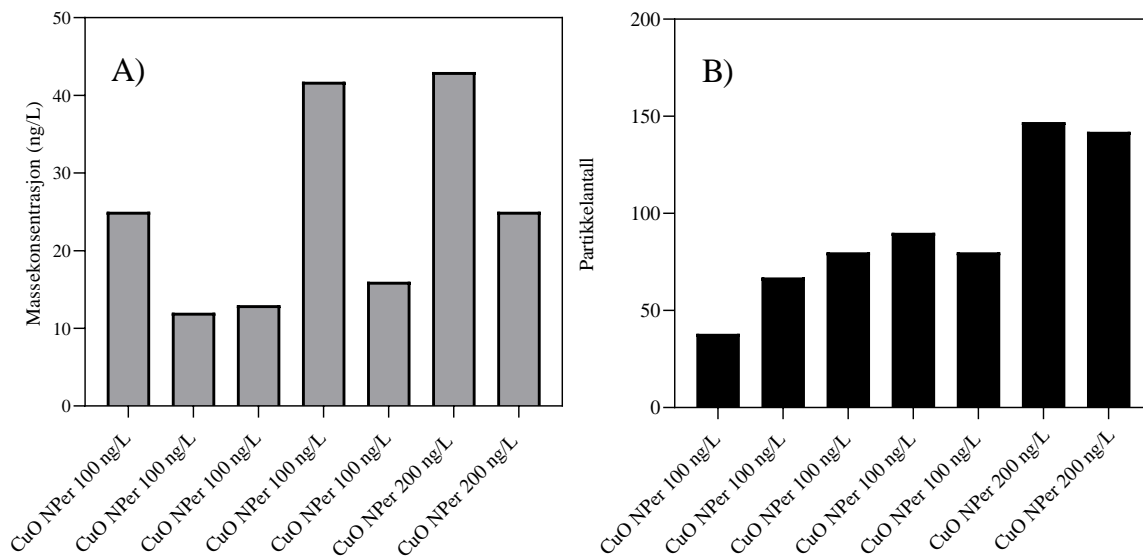 A)
Massekonsentrasjon (ng/L)
50
40
30
20
10
0
CuO NPer 100 ng/L
CuO NPer 100 ng/L
CuO NPer 100 ng/L
CuO NPer 100 ng/L
CuO NPer 100 ng/L
CuO NPer 200 ng/L
CuO NPer 200 ng/L
B)
Partikkelantall
200
150
100
50
0
CuO NPer 100 ng/L
CuO NPer 100 ng/L
CuO NPer 100 ng/L
CuO NPer 100 ng/L
CuO NPer 100 ng/L
CuO NPer 200 ng/L
CuO NPer 200 ng/L